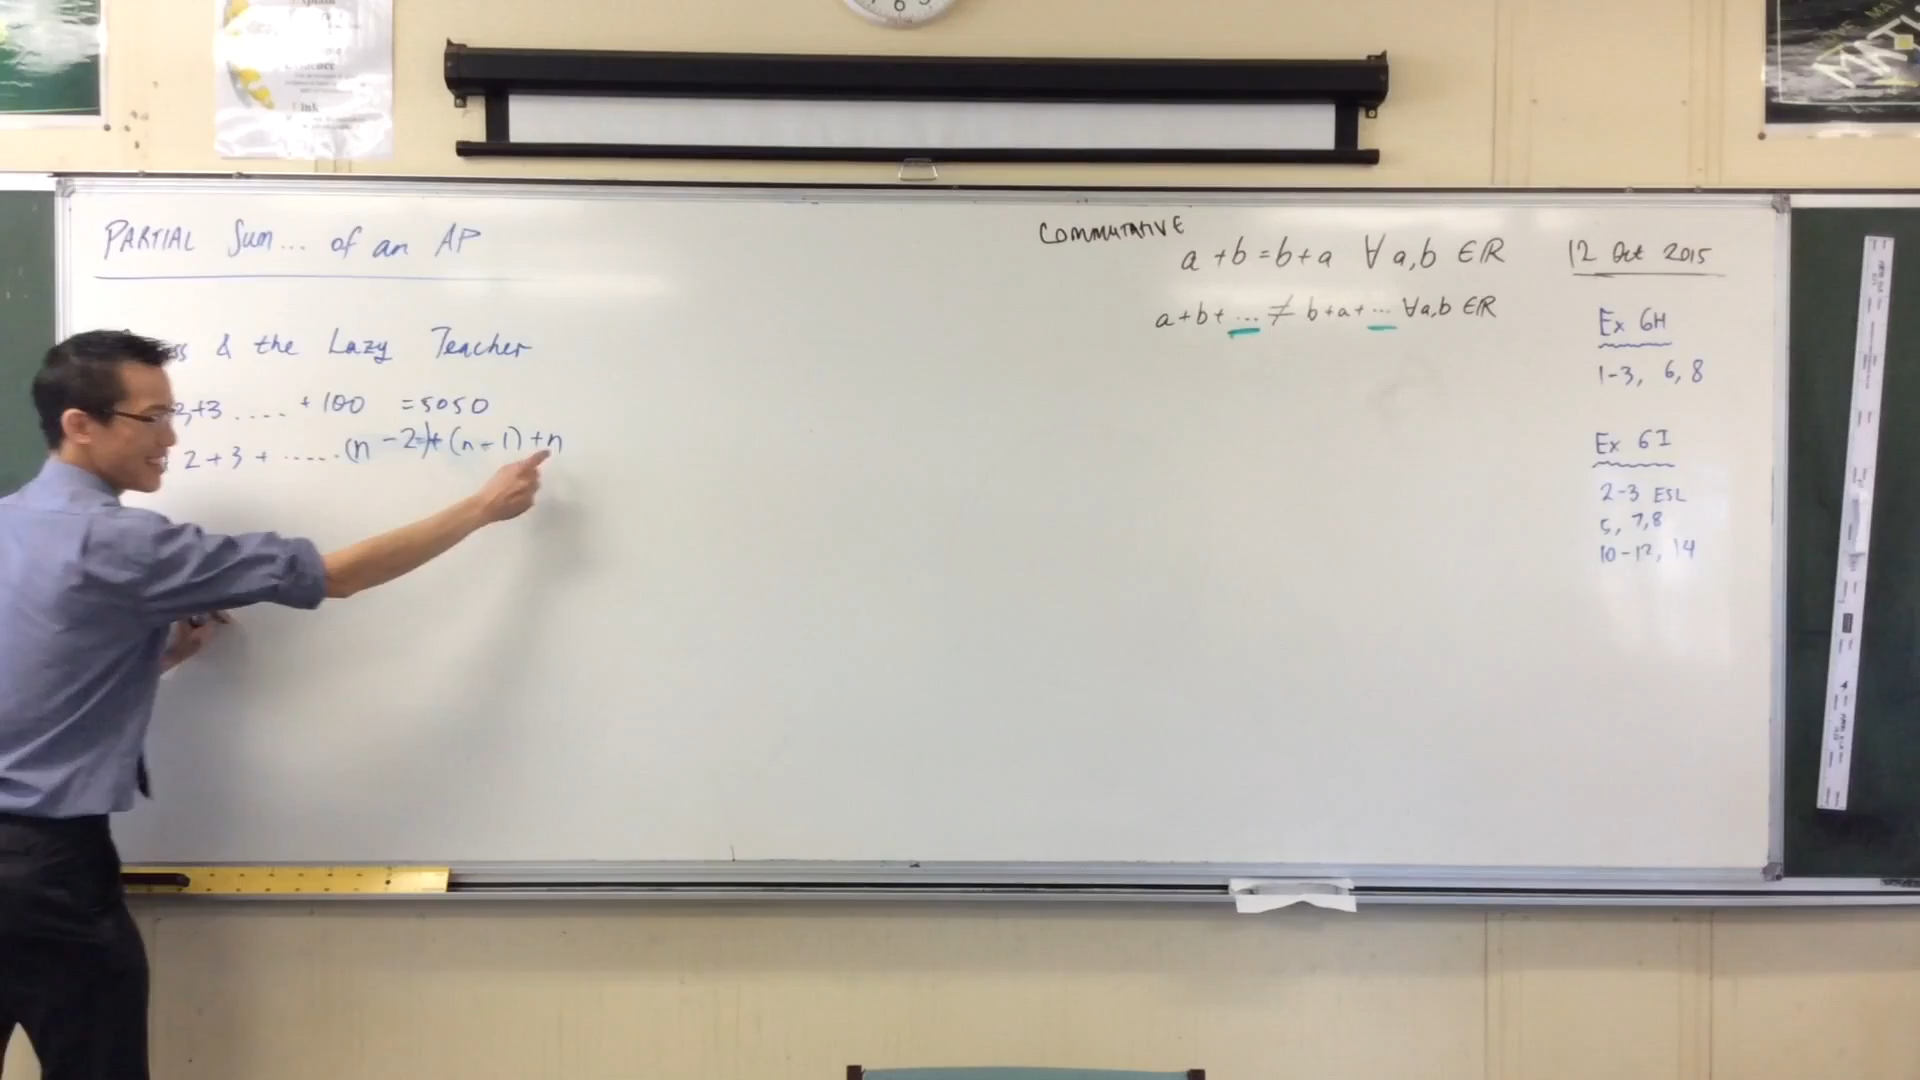 PARTIAL Sum... of an AP
& the Lazy Teacher
+3 .... + 100 = 5050
2 + 3 + ...... (n - 2) + (n - 1) + n
COMMUTATIVE
a + b = b + a ∀ a, b ∈ ℝ
a + b + ... ≠ b + a + ... ∀ a, b ∈ ℝ
12 Oct 2015
Ex 6H
1-3, 6, 8
Ex 6I
2-3 ESL
5, 7, 8
10-12, 14
6